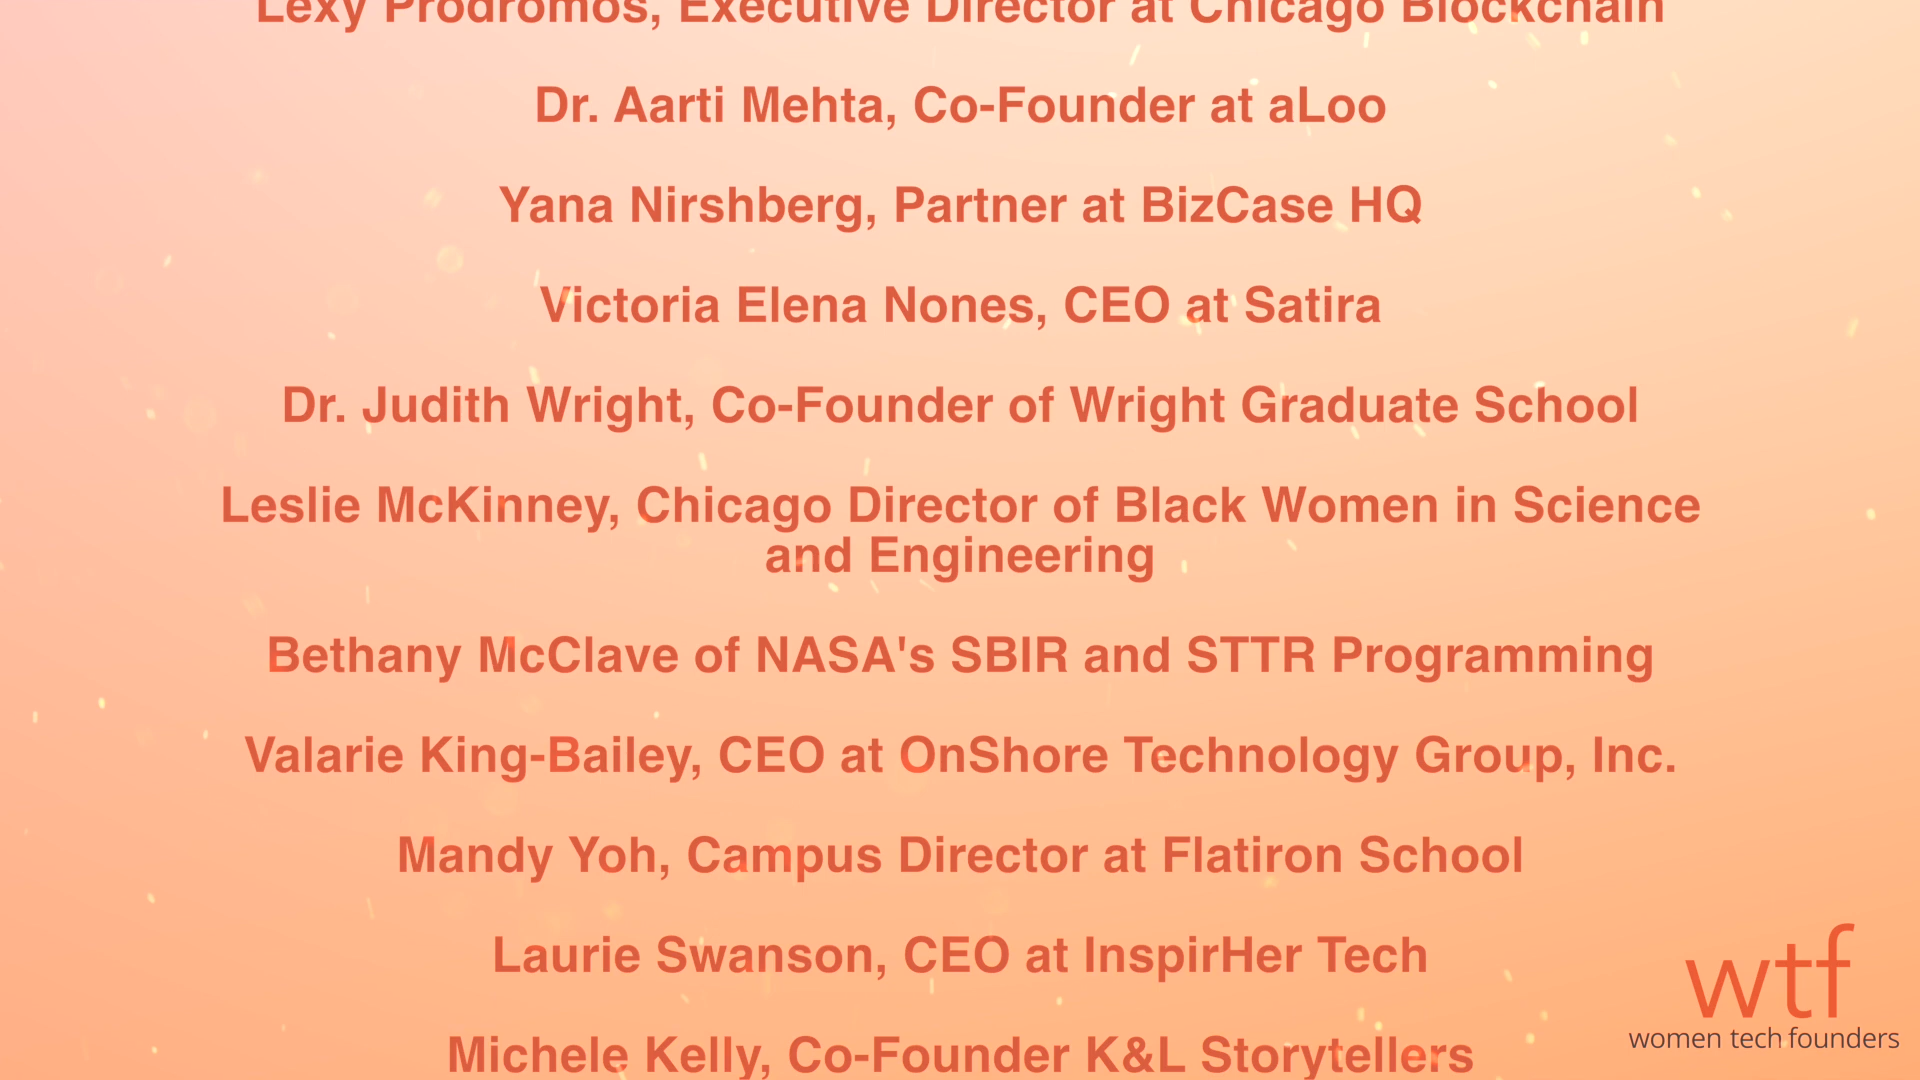 Lexy Prodromos, Executive Director at Chicago Blockchain
Dr. Aarti Mehta, Co-Founder at aLoo
Yana Nirshberg, Partner at BizCase HQ
Victoria Elena Nones, CEO at Satira
Dr. Judith Wright, Co-Founder of Wright Graduate School
Leslie McKinney, Chicago Director of Black Women in Science
and Engineering
Bethany McClave of NASA's SBIR and STTR Programming
Valarie King-Bailey, CEO at OnShore Technology Group, Inc.
Mandy Yoh, Campus Director at Flatiron School
Laurie Swanson, CEO at InspirHer Tech
Michele Kelly, Co-Founder K&L Storytellers
wtf
women tech founders